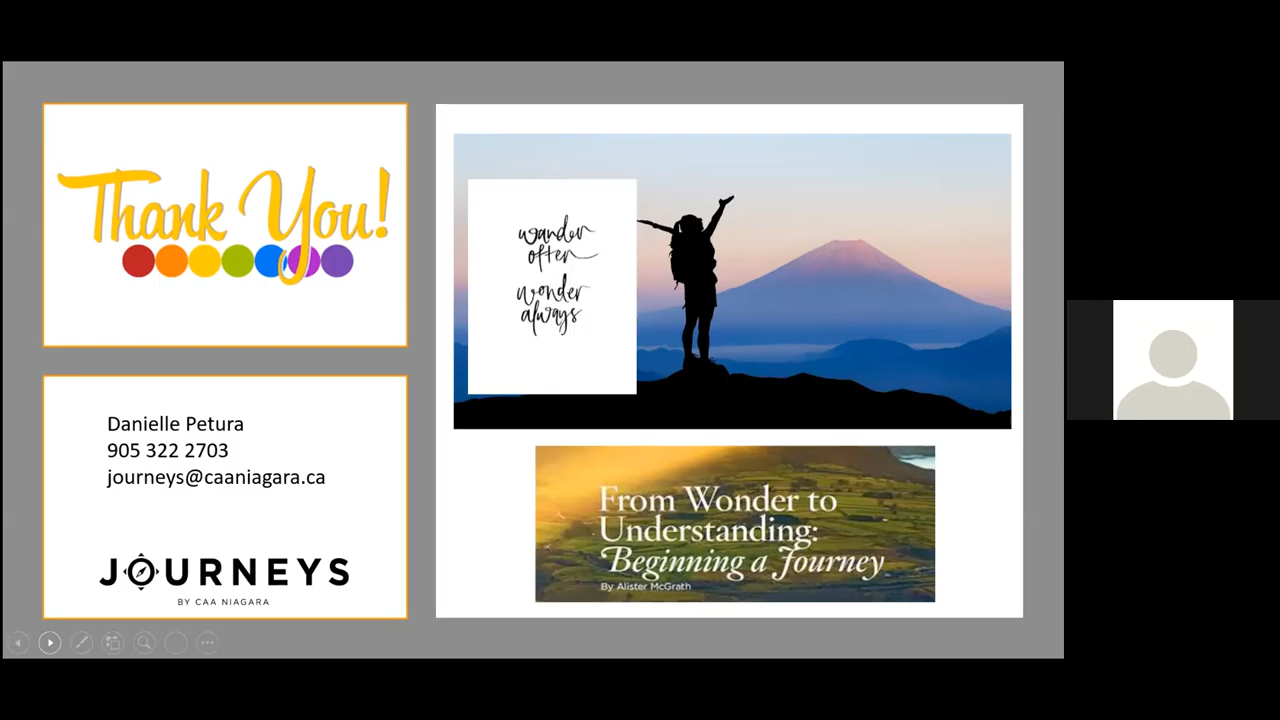 Thank You!
Danielle Petura
905 322 2703
journeys@caaniagara.ca
JOURNEYS
BY CAA NIAGARA
wander
often
wonder
always
From Wonder to
Understanding:
Beginning a Journey
By Alister McGrath